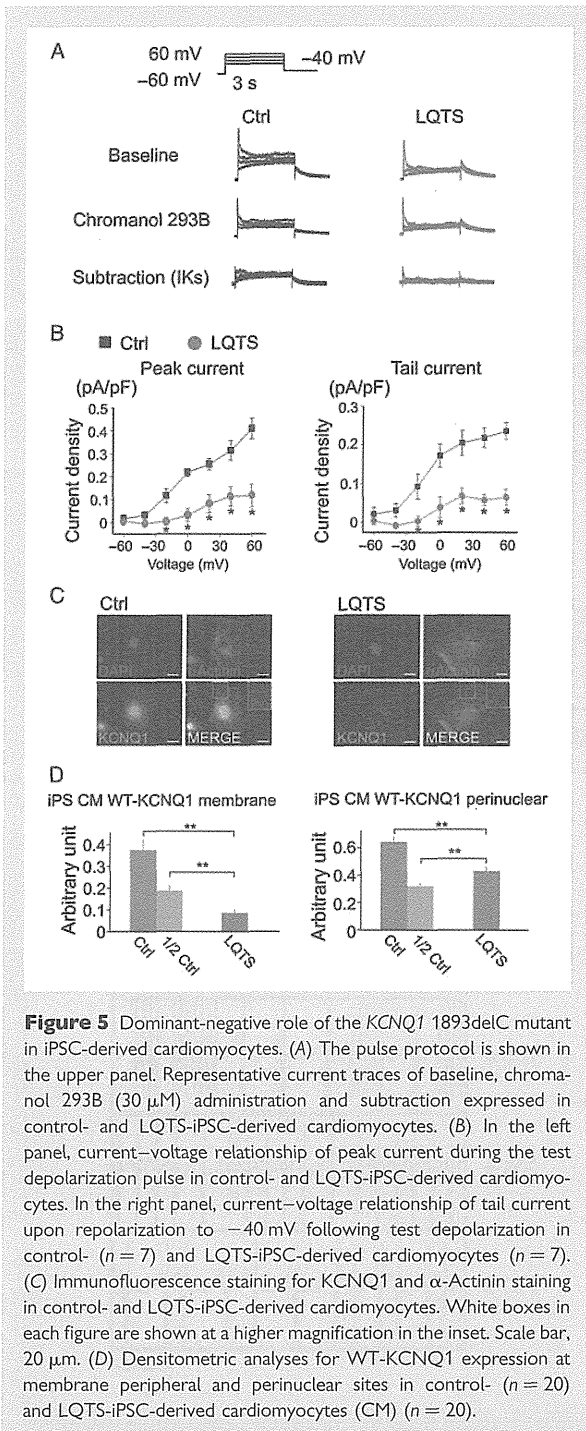 A
60 mV
−40 mV
−60 mV
3 s
Ctrl
LQTS
Baseline
Chromanol 293B
Subtraction (IKs)
B
Ctrl
LQTS
Peak current
Tail current
(pA/pF)
(pA/pF)
Current density
0.5
0.4
0.3
0.2
0.1
0
−60
−30
0
30
60
Voltage (mV)
* * * *
Current density
0.3
0.2
0.1
0
−60
−30
0
30
60
Voltage (mV)
* * * * *
C
Ctrl
LQTS
DAPI
DAPI
KCNQ1
MERGE
KCNQ1
MERGE
D
iPS CM WT-KCNQ1 membrane
iPS CM WT-KCNQ1 perinuclear
Arbitrary unit
0.4
0.3
0.2
0.1
**
**
Ctrl
1/2 Ctrl
LQTS
Arbitrary unit
0.6
0.4
0.2
**
**
Ctrl
1/2 Ctrl
LQTS
Figure 5 Dominant-negative role of the KCNQ1 1893delC mutant
in iPSC-derived cardiomyocytes. (A) The pulse protocol is shown in
the upper panel. Representative current traces of baseline, chroma-
nol 293B (30 μM) administration and subtraction expressed in
control- and LQTS-iPSC-derived cardiomyocytes. (B) In the left
panel, current–voltage relationship of peak current during the test
depolarization pulse in control- and LQTS-iPSC-derived cardiomyo-
cytes. In the right panel, current–voltage relationship of tail current
upon repolarization to −40 mV following test depolarization in
control- (n = 7) and LQTS-iPSC-derived cardiomyocytes (n = 7).
(C) Immunofluorescence staining for KCNQ1 and α-Actinin staining
in control- and LQTS-iPSC-derived cardiomyocytes. White boxes in
each figure are shown at a higher magnification in the inset. Scale bar,
20 μm. (D) Densitometric analyses for WT-KCNQ1 expression at
membrane peripheral and perinuclear sites in control- (n = 20)
and LQTS-iPSC-derived cardiomyocytes (CM) (n = 20).